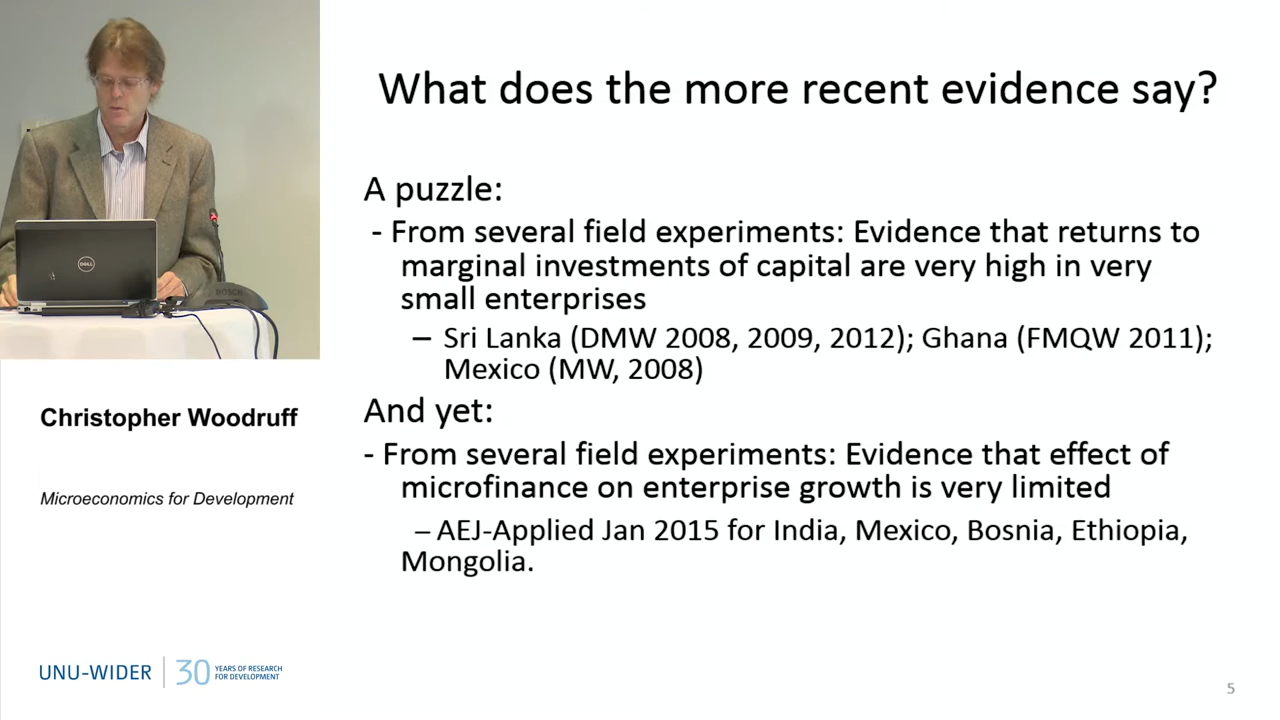 What does the more recent evidence say?
A puzzle:
- From several field experiments: Evidence that returns to
marginal investments of capital are very high in very
small enterprises
– Sri Lanka (DMW 2008, 2009, 2012); Ghana (FMQW 2011);
Mexico (MW, 2008)
And yet:
- From several field experiments: Evidence that effect of
microfinance on enterprise growth is very limited
– AEJ-Applied Jan 2015 for India, Mexico, Bosnia, Ethiopia,
Mongolia.
5
DELL
BOSCH
Christopher Woodruff
Microeconomics for Development
UNU-WIDER
30
YEARS OF RESEARCH
FOR DEVELOPMENT